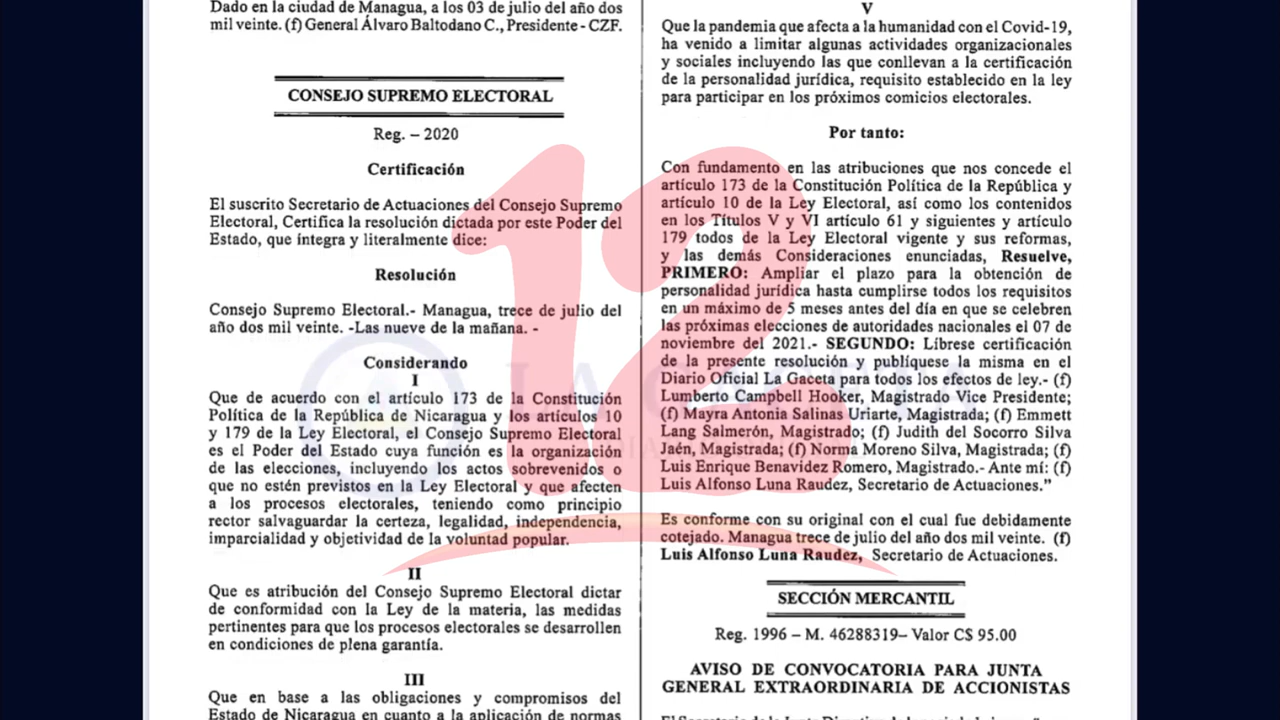 Dado en la ciudad de Managua, a los 03 de julio del año dos
mil veinte. (f) General Álvaro Baltodano C., Presidente - CZF.
CONSEJO SUPREMO ELECTORAL
Reg. – 2020
Certificación
El suscrito Secretario de Actuaciones del Consejo Supremo
Electoral, Certifica la resolución dictada por este Poder del
Estado, que íntegra y literalmente dice:
Resolución
Consejo Supremo Electoral.- Managua, trece de julio del
año dos mil veinte. -Las nueve de la mañana. -
Considerando
I
Que de acuerdo con el artículo 173 de la Constitución
Política de la República de Nicaragua y los artículos 10
y 179 de la Ley Electoral, el Consejo Supremo Electoral
es el Poder del Estado cuya función es la organización
de las elecciones, incluyendo los actos sobrevenidos o
que no estén previstos en la Ley Electoral y que afecten
a los procesos electorales, teniendo como principio
rector salvaguardar la certeza, legalidad, independencia,
imparcialidad y objetividad de la voluntad popular.
II
Que es atribución del Consejo Supremo Electoral dictar
de conformidad con la Ley de la materia, las medidas
pertinentes para que los procesos electorales se desarrollen
en condiciones de plena garantía.
III
Que en base a las obligaciones y compromisos del
Estado de Nicaragua en cuanto a la aplicación de normas
V
Que la pandemia que afecta a la humanidad con el Covid-19,
ha venido a limitar algunas actividades organizacionales
y sociales incluyendo las que conllevan a la certificación
de la personalidad jurídica, requisito establecido en la ley
para participar en los próximos comicios electorales.
Por tanto:
Con fundamento en las atribuciones que nos concede el
artículo 173 de la Constitución Política de la República y
artículo 10 de la Ley Electoral, así como los contenidos
en los Títulos V y VI artículo 61 y siguientes y artículo
179 todos de la Ley Electoral vigente y sus reformas,
y las demás Consideraciones enunciadas, Resuelve,
PRIMERO: Ampliar el plazo para la obtención de
personalidad jurídica hasta cumplirse todos los requisitos
en un máximo de 5 meses antes del día en que se celebren
las próximas elecciones de autoridades nacionales el 07 de
noviembre del 2021.- SEGUNDO: Líbrese certificación
de la presente resolución y publíquese la misma en el
Diario Oficial La Gaceta para todos los efectos de ley.- (f)
Lumberto Campbell Hooker, Magistrado Vice Presidente;
(f) Mayra Antonia Salinas Uriarte, Magistrada; (f) Emmett
Lang Salmerón, Magistrado; (f) Judith del Socorro Silva
Jaén, Magistrada; (f) Norma Moreno Silva, Magistrada; (f)
Luis Enrique Benavidez Romero, Magistrado.- Ante mí: (f)
Luis Alfonso Luna Raudez, Secretario de Actuaciones.”
Es conforme con su original con el cual fue debidamente
cotejado. Managua trece de julio del año dos mil veinte. (f)
Luis Alfonso Luna Raudez, Secretario de Actuaciones.
SECCIÓN MERCANTIL
Reg. 1996 – M. 46288319– Valor C$ 95.00
AVISO DE CONVOCATORIA PARA JUNTA
GENERAL EXTRAORDINARIA DE ACCIONISTAS
12
LA GACETA